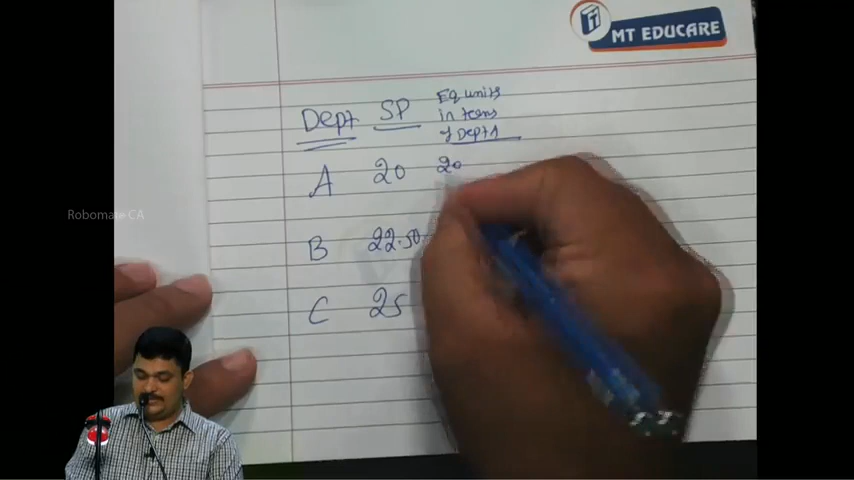 MT EDUCARE
Dept SP Eq units
in terms
of Dept A
A 20 20
B 22.50
C 25
Robomate CA